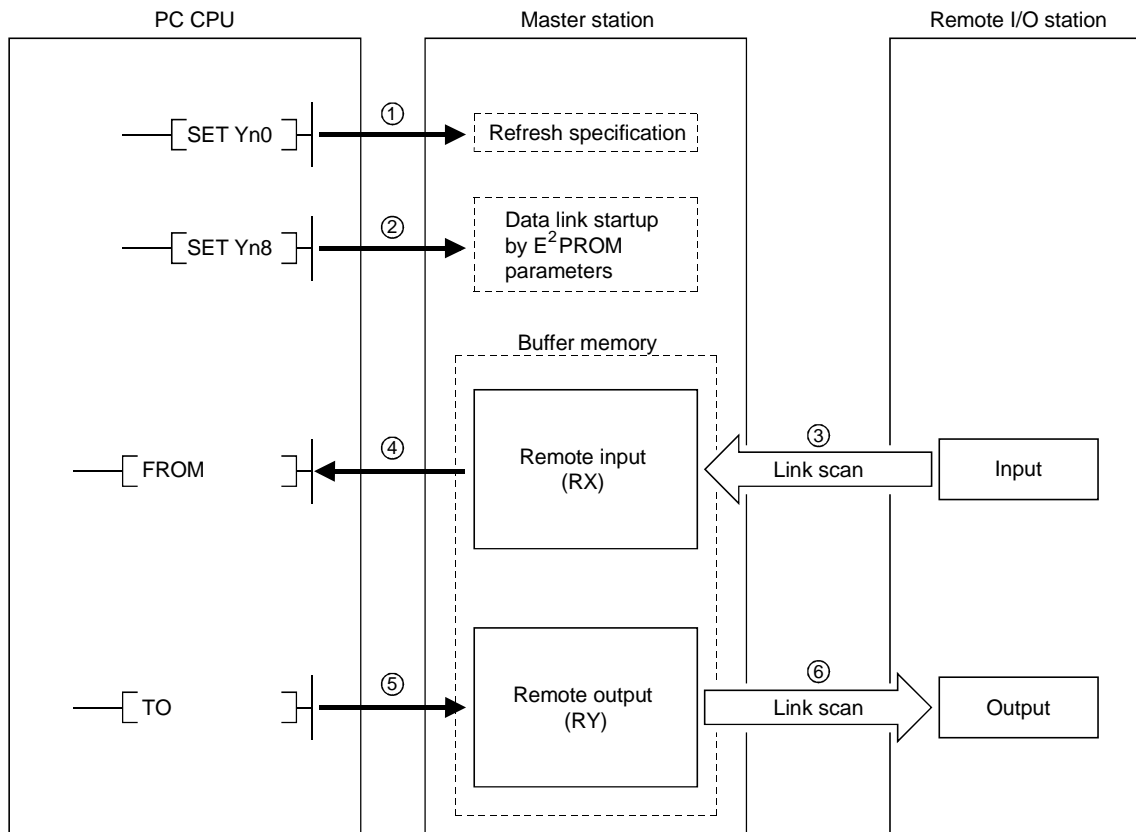 PC CPU
Master station
Remote I/O station
①
SET Yn0
Refresh specification
②
SET Yn8
Data link startup
by E²PROM
parameters
Buffer memory
④
FROM
Remote input
(RX)
③
Link scan
Input
⑤
TO
Remote output
(RY)
⑥
Link scan
Output